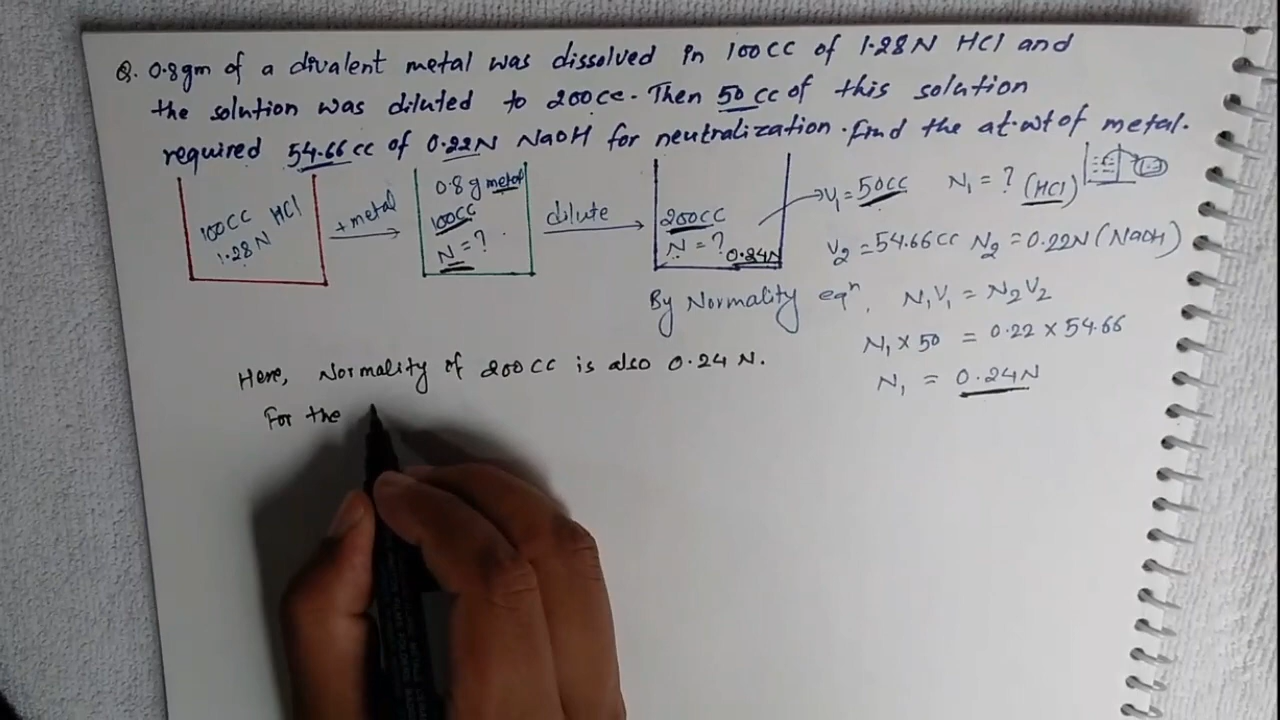 Q. 0.8gm of a divalent metal was dissolved in 100cc of 1.28N HCl and
the solution was diluted to 200cc. Then 50 cc of this solution
required 54.66cc of 0.22N NaOH for neutralization. find the at.wt of metal.
100cc HCl
1.28N
+metal
0.8g metal
100cc
N=?
dilute
200cc
N=? 0.24N
V₁=50cc N₁=? (HCl)
V₂=54.66cc N₂=0.22N (NaOH)
By Normality eqⁿ, N₁V₁ = N₂V₂
N₁ × 50 = 0.22 × 54.66
N₁ = 0.24N
Here, Normality of 200cc is also 0.24 N.
For the